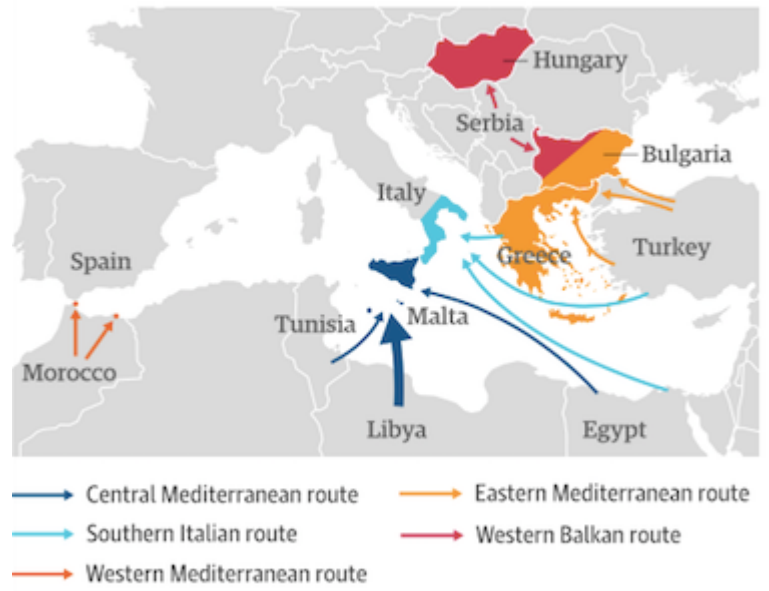 Hungary
Serbia
Bulgaria
Italy
Greece
Turkey
Spain
Tunisia
Malta
Morocco
Libya
Egypt
Central Mediterranean route
Eastern Mediterranean route
Southern Italian route
Western Balkan route
Western Mediterranean route